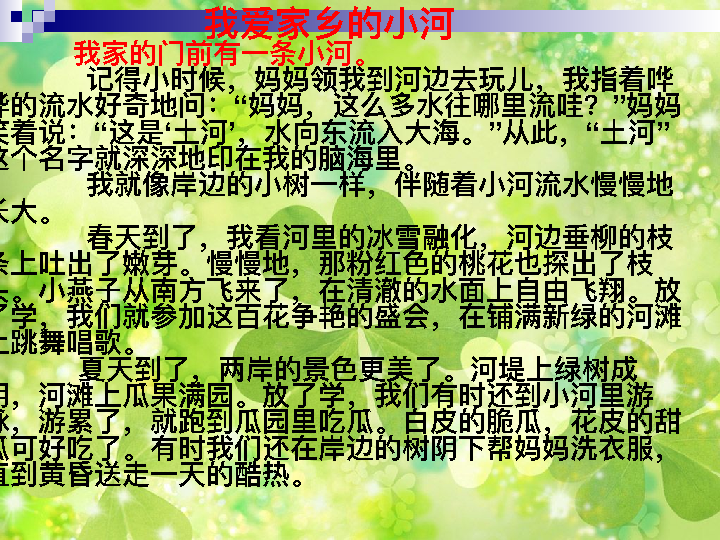 我爱家乡的小河
我家的门前有一条小河。
记得小时候，妈妈领我到河边去玩儿，我指着哗
哗的流水好奇地问：“妈妈，这么多水往哪里流哇？”妈妈
笑着说：“这是‘土河’，水向东流入大海。”从此，“土河”
这个名字就深深地印在我的脑海里。
我就像岸边的小树一样，伴随着小河流水慢慢地
长大。
春天到了，我看河里的冰雪融化，河边垂柳的枝
条上吐出了嫩芽。慢慢地，那粉红色的桃花也探出了枝
头。小燕子从南方飞来了，在清澈的水面上自由飞翔。放
了学，我们就参加这百花争艳的盛会，在铺满新绿的河滩
上跳舞唱歌。
夏天到了，两岸的景色更美了。河堤上绿树成
阴，河滩上瓜果满园。放了学，我们有时还到小河里游
泳，游累了，就跑到瓜园里吃瓜。白皮的脆瓜，花皮的甜
瓜可好吃了。有时我们还在岸边的树阴下帮妈妈洗衣服，
直到黄昏送走一天的酷热。